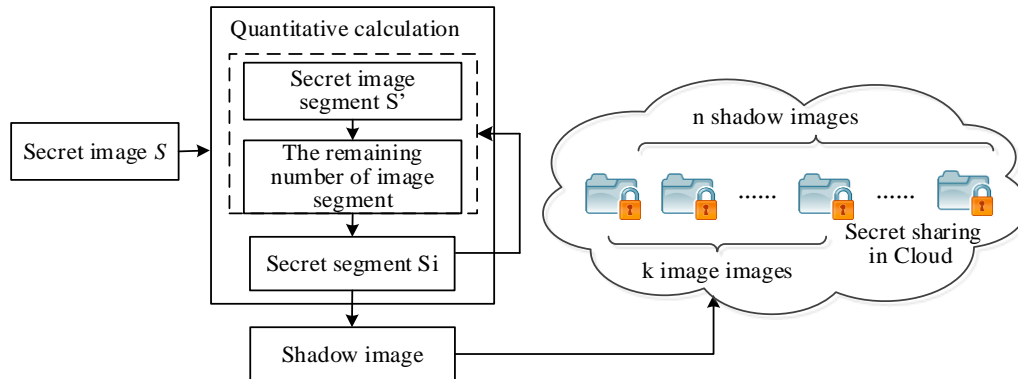 Quantitative calculation
Secret image
segment S’
Secret image S
The remaining
number of image
segment
Secret segment Si
Shadow image
n shadow images
......
......
Secret sharing
in Cloud
k image images